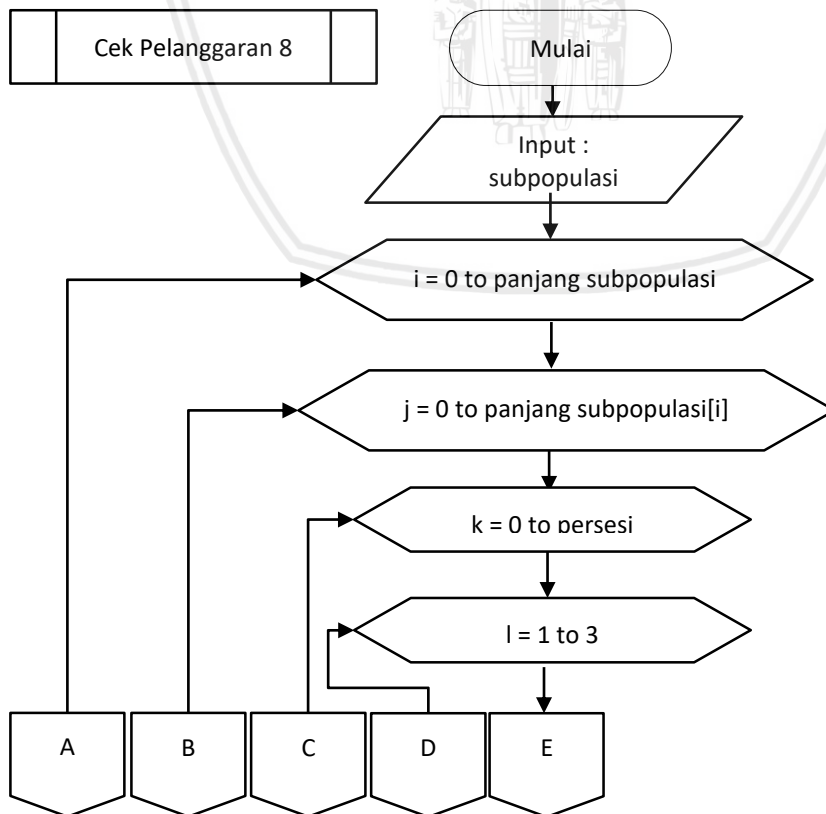 Cek Pelanggaran 8
Mulai
Input :
subpopulasi
i = 0 to panjang subpopulasi
j = 0 to panjang subpopulasi[i]
k = 0 to persesi
l = 1 to 3
A
B
C
D
E